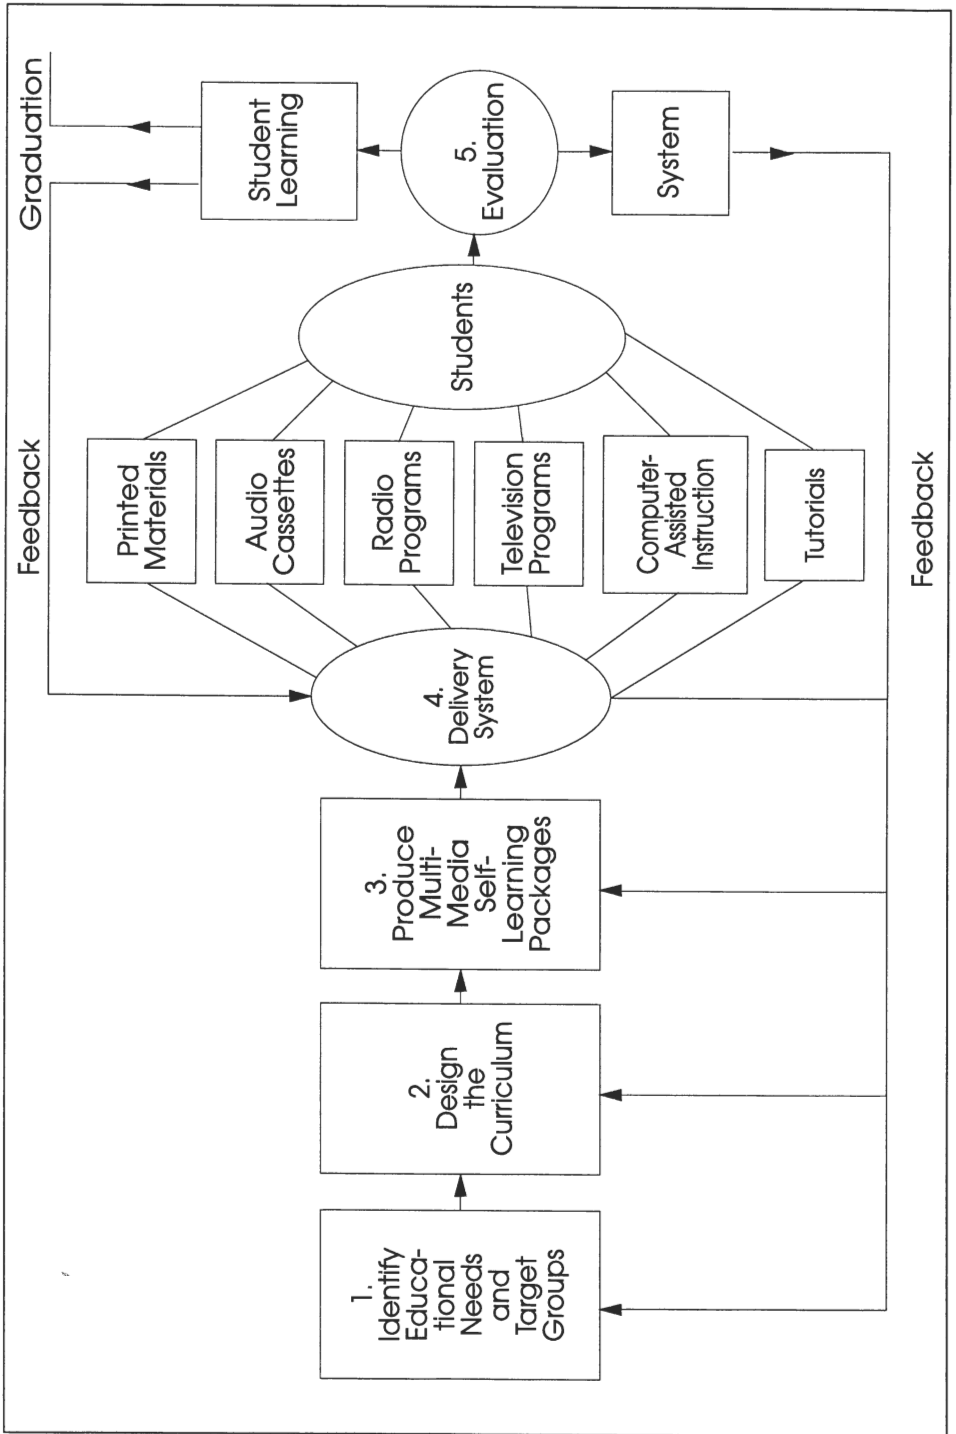 1.
Identify
Educa-
tional
Needs
and
Target
Groups
2.
Design
the
Curriculum
3.
Produce
Multi-
Media
Self-
Learning
Packages
4.
Delivery
System
Feedback
Printed
Materials
Audio
Cassettes
Radio
Programs
Television
Programs
Computer-
Assisted
Instruction
Tutorials
Feedback
Students
Graduation
Student
Learning
5.
Evaluation
System